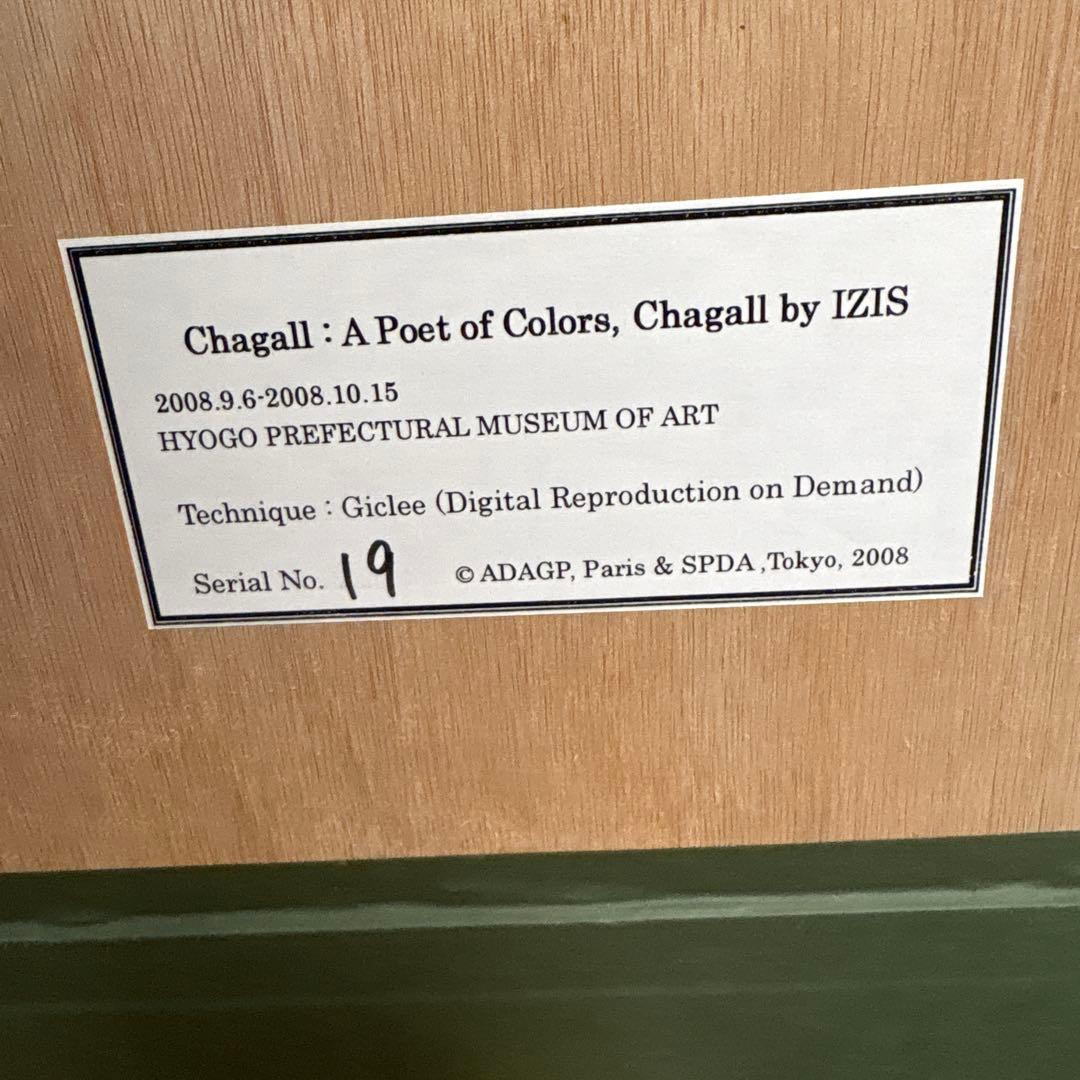 Chagall : A Poet of Colors, Chagall by IZIS
2008.9.6-2008.10.15
HYOGO PREFECTURAL MUSEUM OF ART
Technique : Giclee (Digital Reproduction on Demand)
Serial No. 19 © ADAGP, Paris & SPDA ,Tokyo, 2008